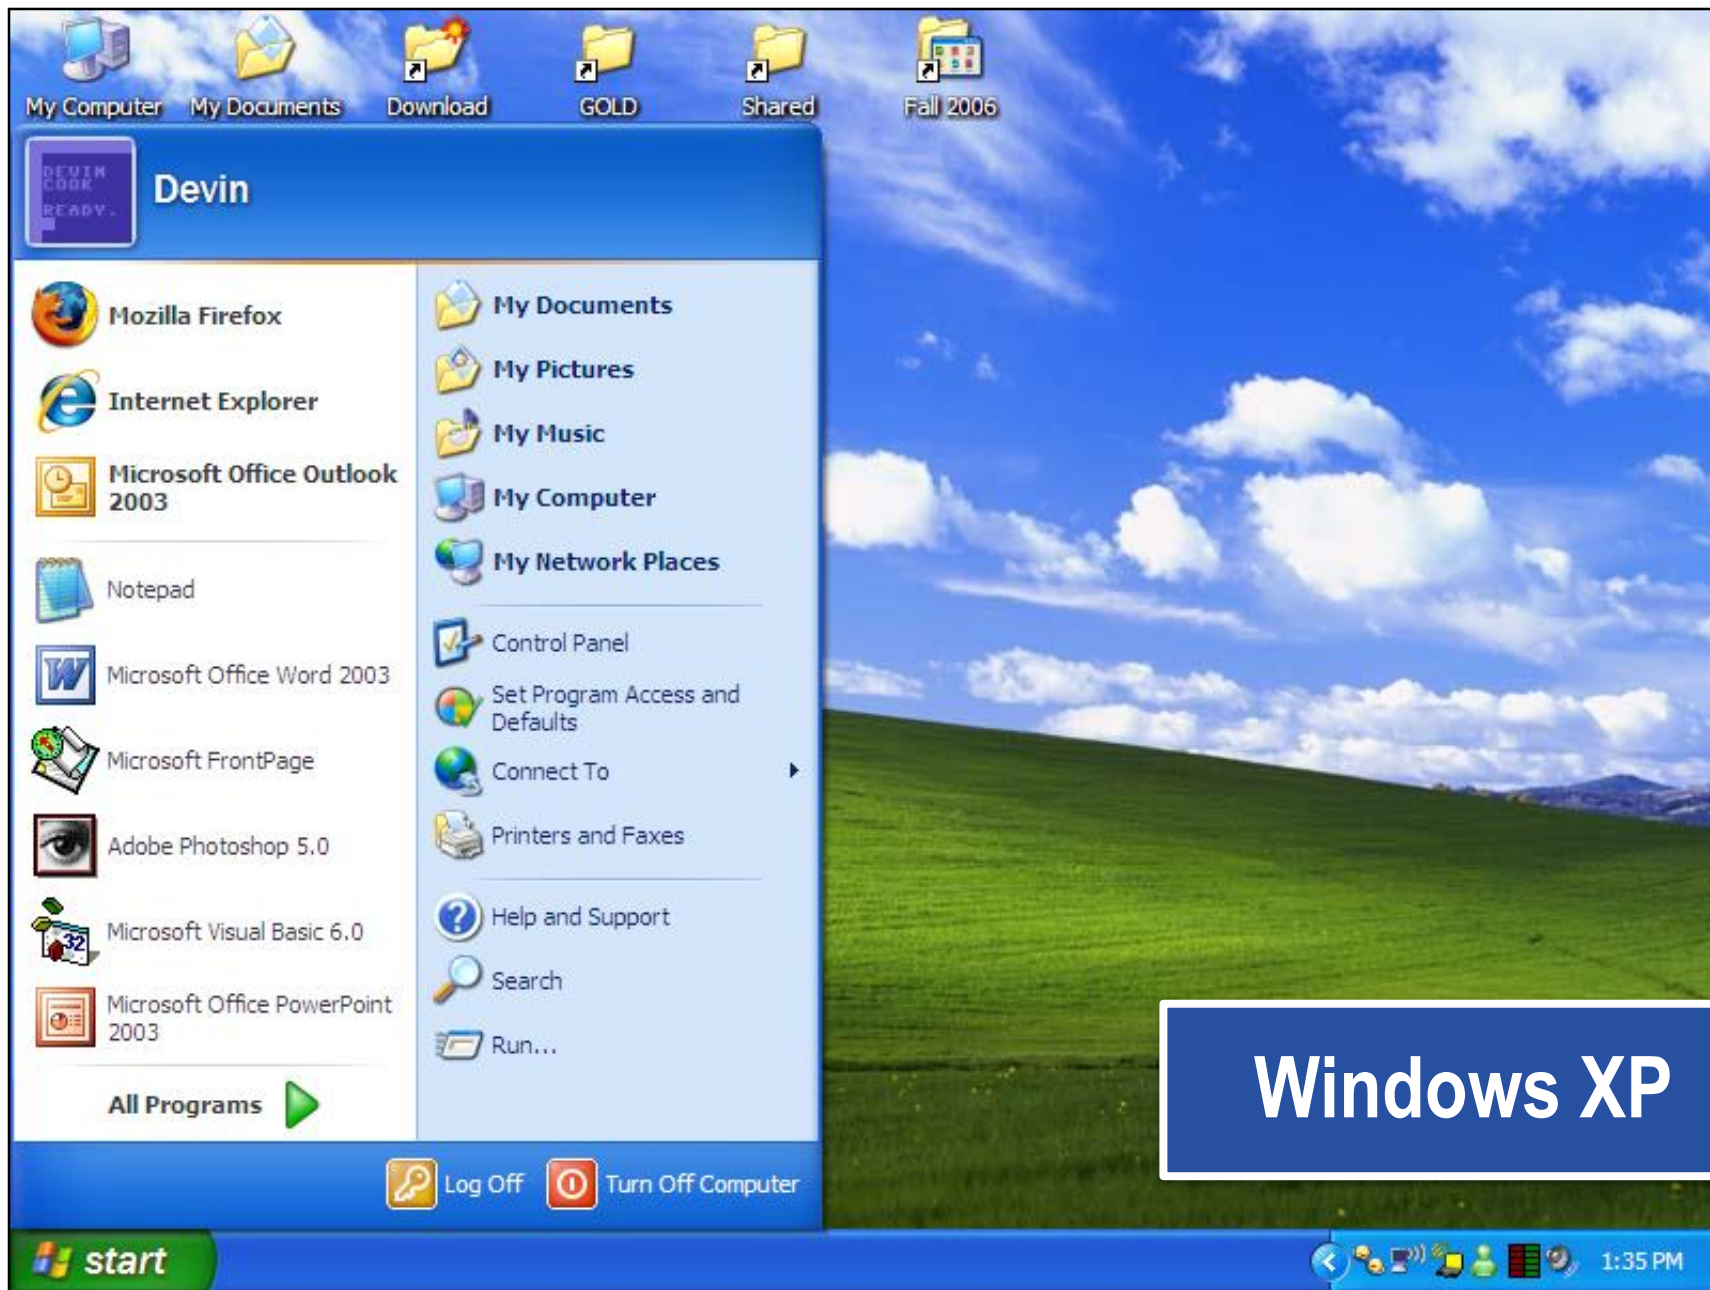 My Computer
My Documents
Download
GOLD
Shared
Fall 2006
DEVIN
COOK
READY.
Devin
Mozilla Firefox
Internet Explorer
Microsoft Office Outlook
2003
Notepad
Microsoft Office Word 2003
Microsoft FrontPage
Adobe Photoshop 5.0
32
Microsoft Visual Basic 6.0
Microsoft Office PowerPoint
2003
All Programs
My Documents
My Pictures
My Music
My Computer
My Network Places
Control Panel
Set Program Access and
Defaults
Connect To
Printers and Faxes
Help and Support
Search
Run...
Log Off
Turn Off Computer
Windows XP
start
1:35 PM